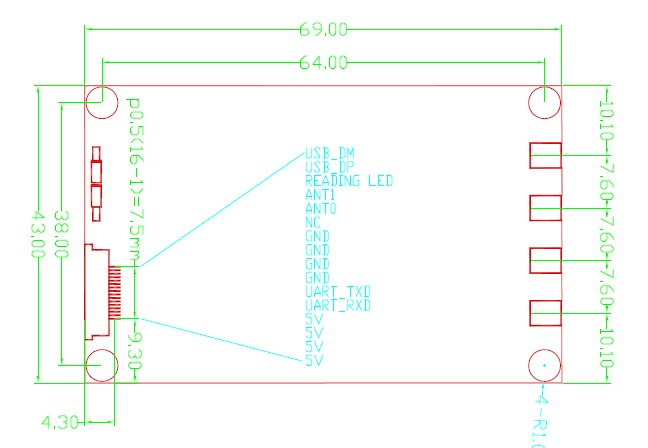 69.00
64.00
p0.5(16-1)=7.5mm
10.10
7.60
7.60
7.60
10.10
43.00
38.00
USB_DM
USB_DP
READING LED
ANT1
ANT0
NC
GND
GND
GND
GND
UART_TXD
UART_RXD
5V
5V
5V
5V
9.30
4.30